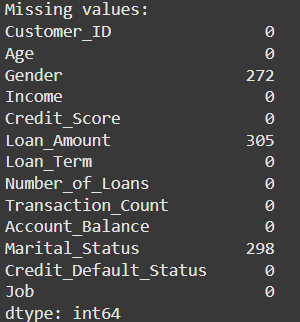 Missing values:
Customer_ID 0
Age 0
Gender 272
Income 0
Credit_Score 0
Loan_Amount 305
Loan_Term 0
Number_of_Loans 0
Transaction_Count 0
Account_Balance 0
Marital_Status 298
Credit_Default_Status 0
Job 0
dtype: int64